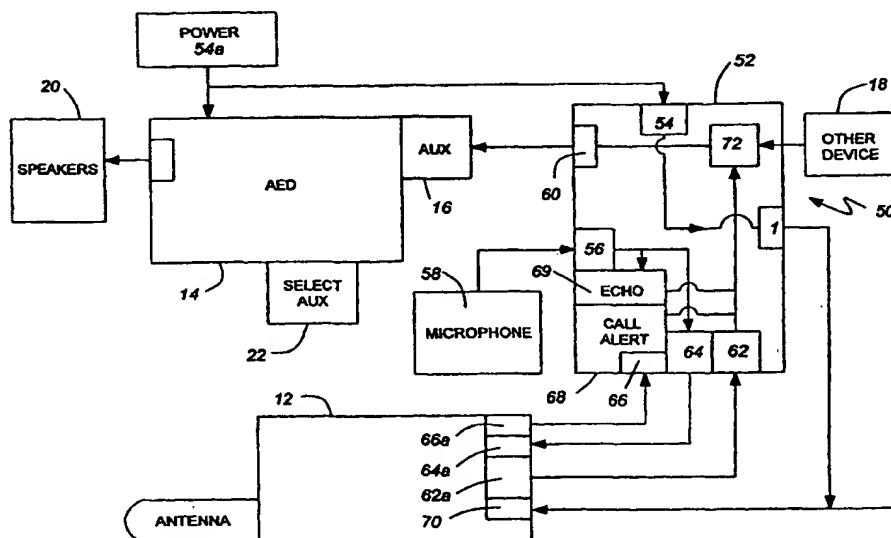 POWER
54a
20
52
18
54
72
OTHER
DEVICE
SPEAKERS
AUX
AED
60
16
1
50
56
58
69
ECHO
14
SELECT
AUX
MICROPHONE
CALL
ALERT
64
62
22
66
12
68
66a
64a
62a
70
ANTENNA